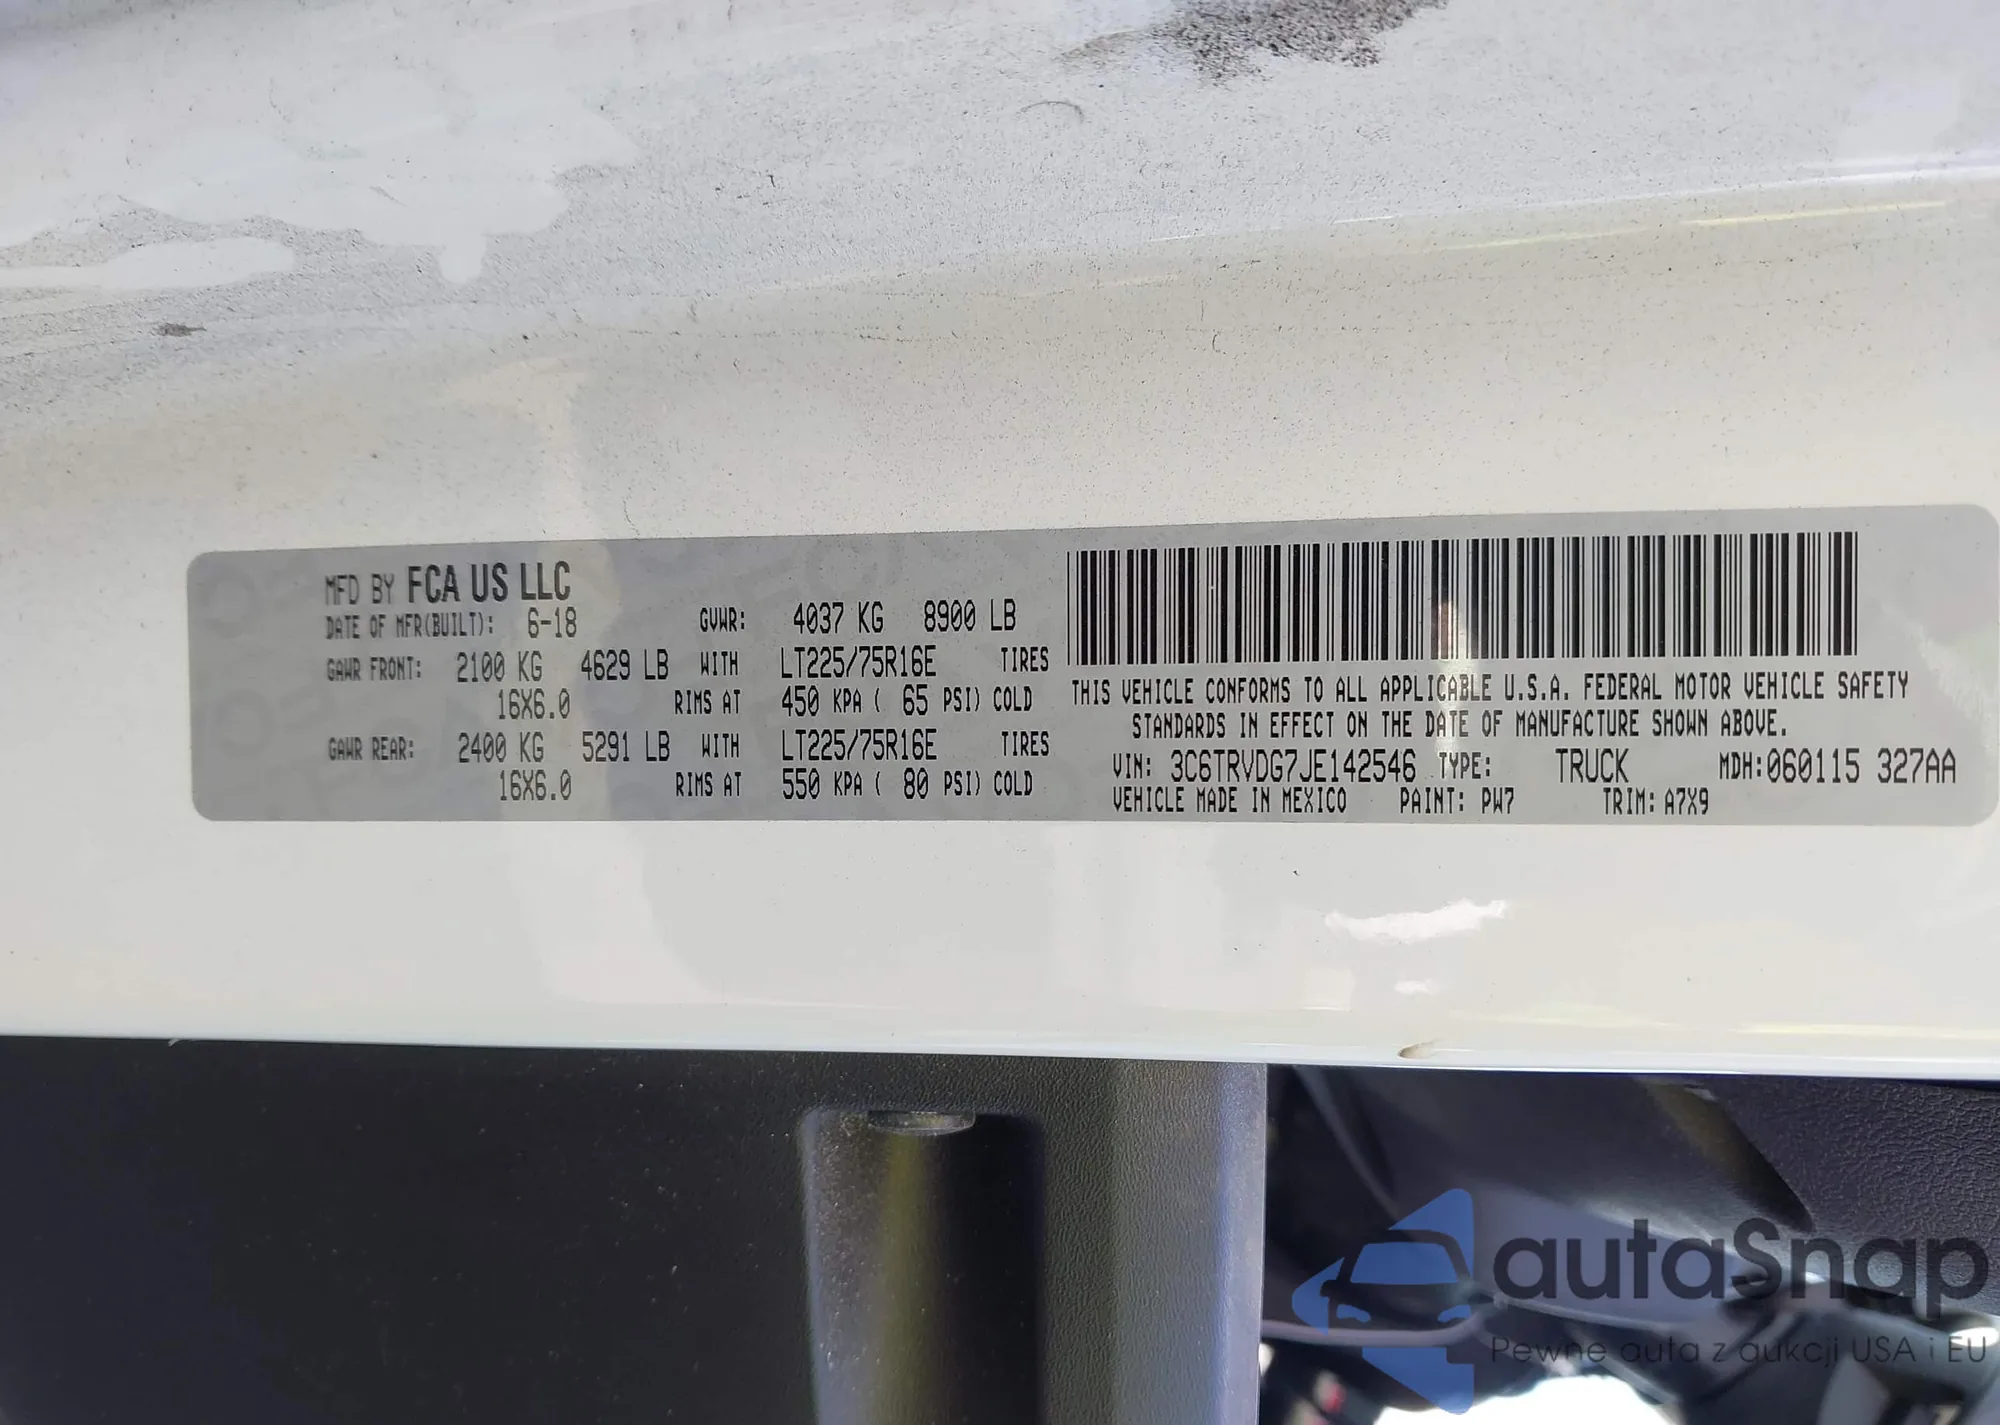 MFD BY FCA US LLC
DATE OF MFR(BUILT): 6-18 GVWR: 4037 KG 8900 LB
GAWR FRONT: 2100 KG 4629 LB WITH LT225/75R16E TIRES
16X6.0 RIMS AT 450 KPA ( 65 PSI) COLD
GAWR REAR: 2400 KG 5291 LB WITH LT225/75R16E TIRES
16X6.0 RIMS AT 550 KPA ( 80 PSI) COLD
THIS VEHICLE CONFORMS TO ALL APPLICABLE U.S.A. FEDERAL MOTOR VEHICLE SAFETY
STANDARDS IN EFFECT ON THE DATE OF MANUFACTURE SHOWN ABOVE.
VIN: 3C6TRVDG7JE142546 TYPE: TRUCK MDH:060115 327AA
VEHICLE MADE IN MEXICO PAINT: PW7 TRIM: A7X9
autaSnap
Pewne auta z aukcji USA i EU